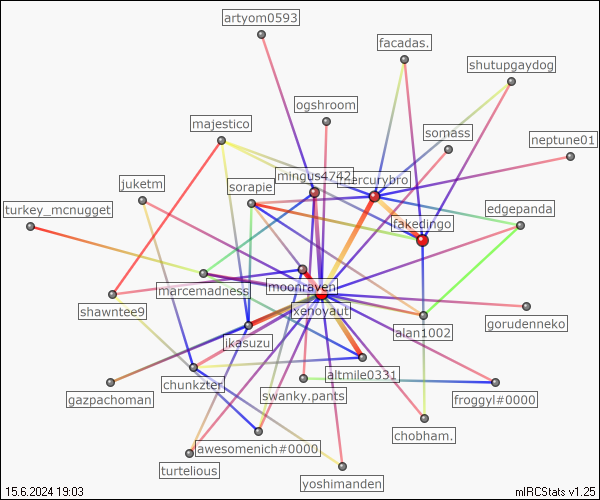 artyom0593
facadas.
shutupgaydog
ogshroom
majestico
somass
neptune01
mingus4742
mercurybro
juketm
sorapie
turkey_mcnugget
edgepanda
fakedingo
moonraven
marcemadness
xenoyaut
shawntee9
gorudenneko
alan1002
jkasuzu
altmile0331
chunkzter
swanky.pants
froggyl#0000
gazpachoman
chobham.
awesomenich#0000
turtelious
yoshimanden
15.6.2024 19:03
mIRCStats v1.25